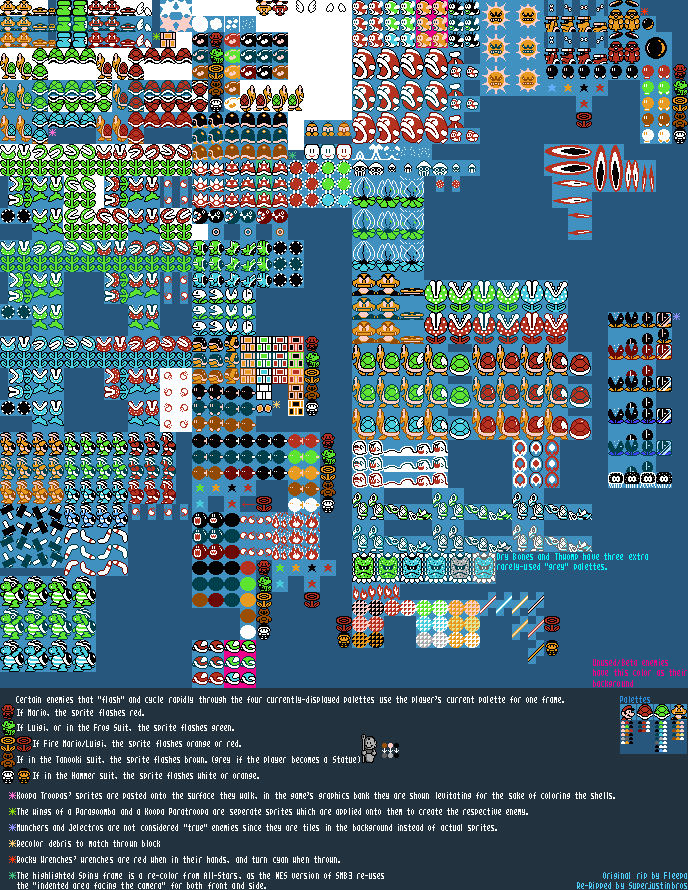 Dry Bones and Thwomp have three extra
rarely-used "grey" palettes.
Certain enemies that "flash" and cycle rapidly through the four currently-displayed palettes use the player's current palette for one frame.
Palettes
If Mario, the sprite flashes red.
If Luigi, or in the Frog Suit, the sprite flashes green.
If Fire Mario/Luigi, the sprite flashes orange or red.
If in the Tanooki suit, the sprite flashes brown. (grey if the player becomes a Statue)
If in the Hammer suit, the sprite flashes white or orange.
*Koopa Troopas' sprites are pasted onto the surface they walk, in the game's graphics bank they are shown levitating for the sake of coloring the shells.
*The wings of a Paragoomba and a Koopa Paratroopa are seperate sprites which are applied onto them to create the respective enemy.
*Munchers and Jelectros are not considered "true" enemies since they are tiles in the background instead of actual sprites.
*Recolor debris to match thrown block
*Rocky Wrenches' wrenches are red when in their hands, and turn cyan when thrown.
*The highlighted Spiny frame is a re-color from All-Stars, as the NES version of SMB3 re-uses
the "indented area facing the camera" for both front and side.
Original rip by Fleepa
Re-Ripped by Superjustinbros